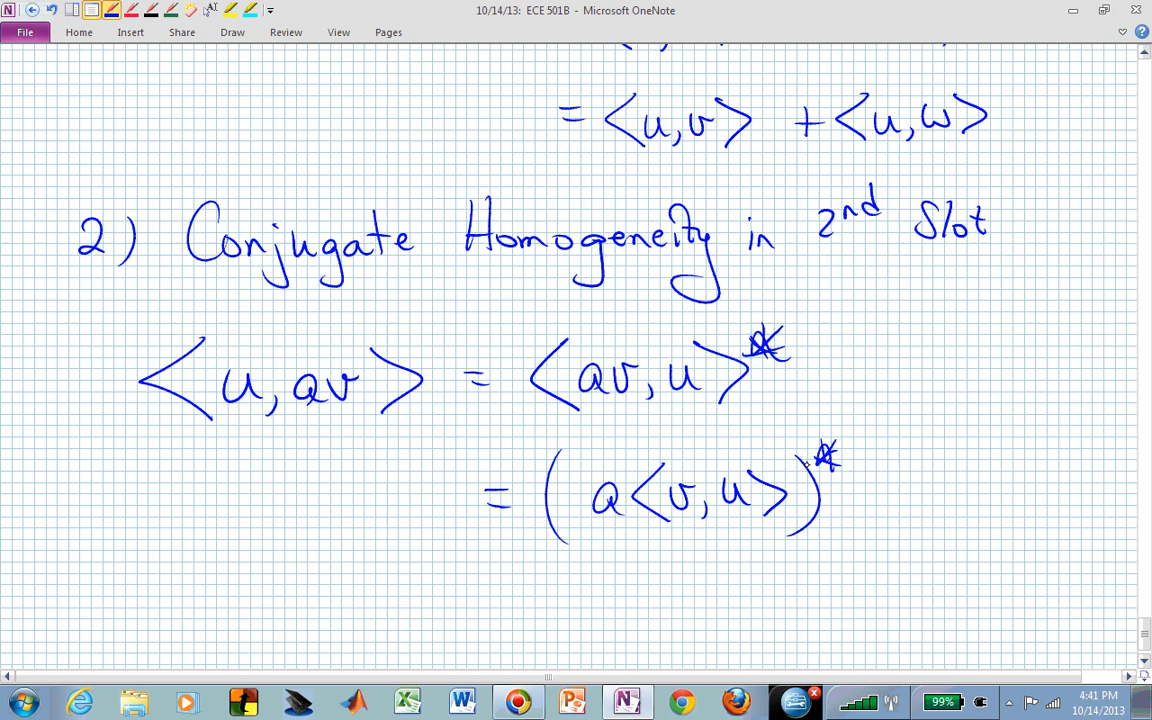 10/14/13: ECE 501B - Microsoft OneNote
File Home Insert Share Draw Review View Pages
= <u,v> + <u,w>
2) Conjugate Homogeneity in 2nd Slot
<u,av> = <av,u>*
= (a<v,u>)*
99%
4:41 PM
10/14/2013